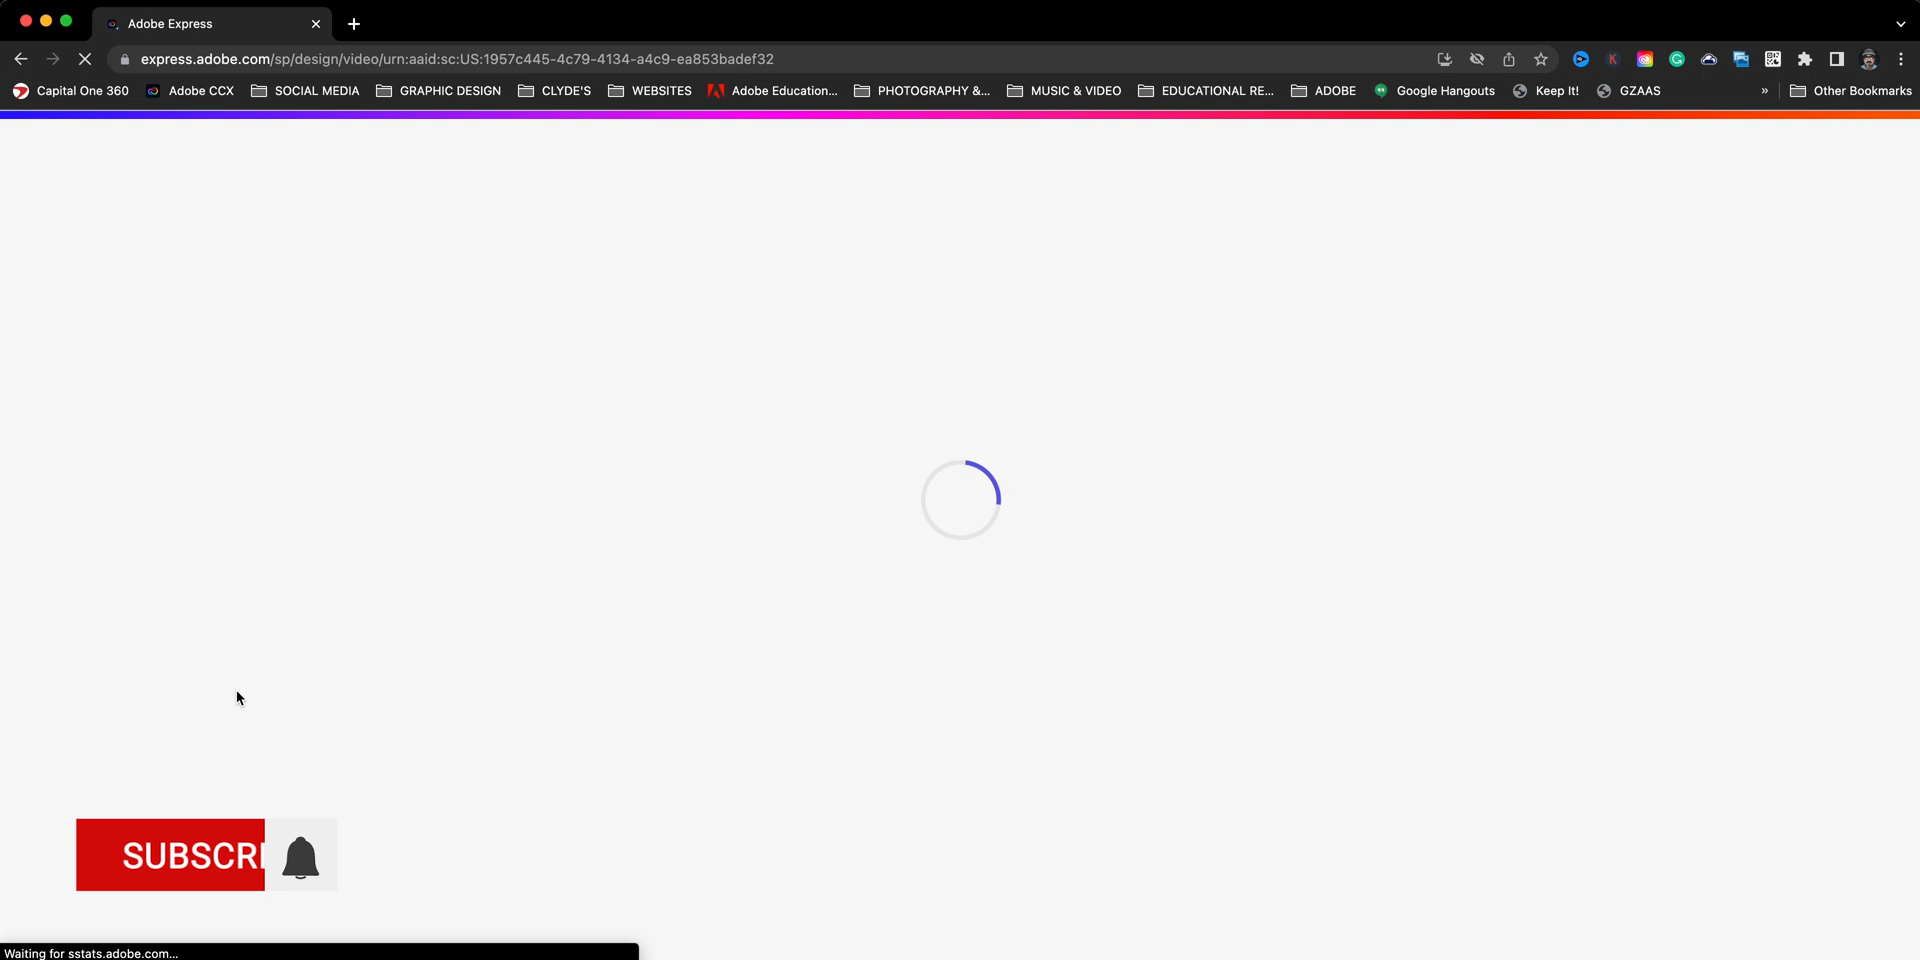 Adobe Express
express.adobe.com/sp/design/video/urn:aaid:sc:US:1957c445-4c79-4134-a4c9-ea853badef32
Capital One 360 Adobe CCX SOCIAL MEDIA GRAPHIC DESIGN CLYDE'S WEBSITES Adobe Education... PHOTOGRAPHY &... MUSIC & VIDEO EDUCATIONAL RE... ADOBE Google Hangouts Keep It! GZAAS » Other Bookmarks
SUBSCRI
Waiting for sstats.adobe.com...